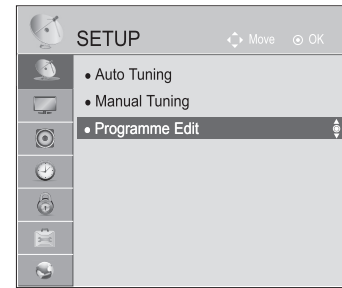 SETUP
Move OK
• Auto Tuning
• Manual Tuning
• Programme Edit